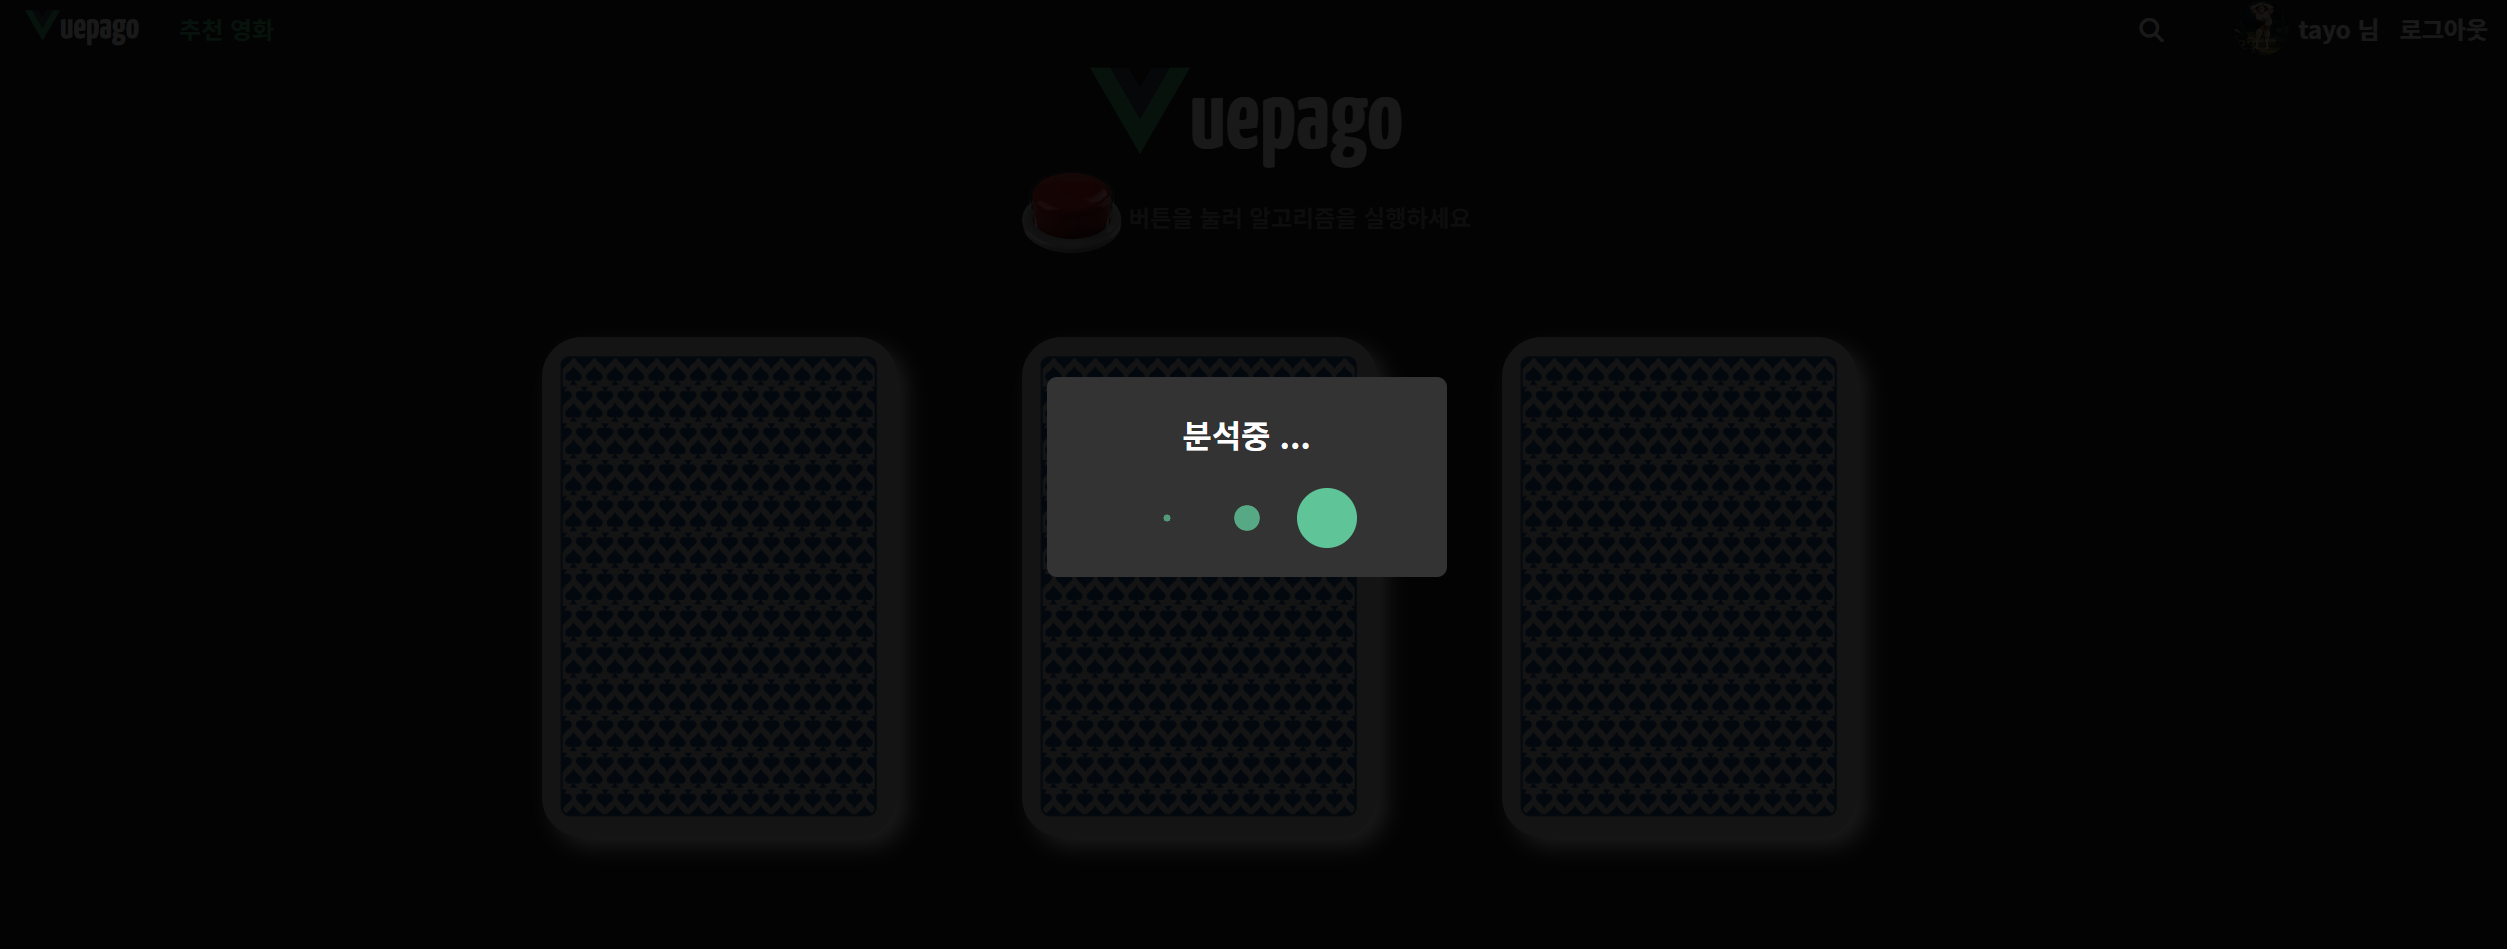 Vuepago
추천 영화
tayo 님
로그아웃
Vuepago
버튼을 눌러 알고리즘을 실행하세요
분석중 ...